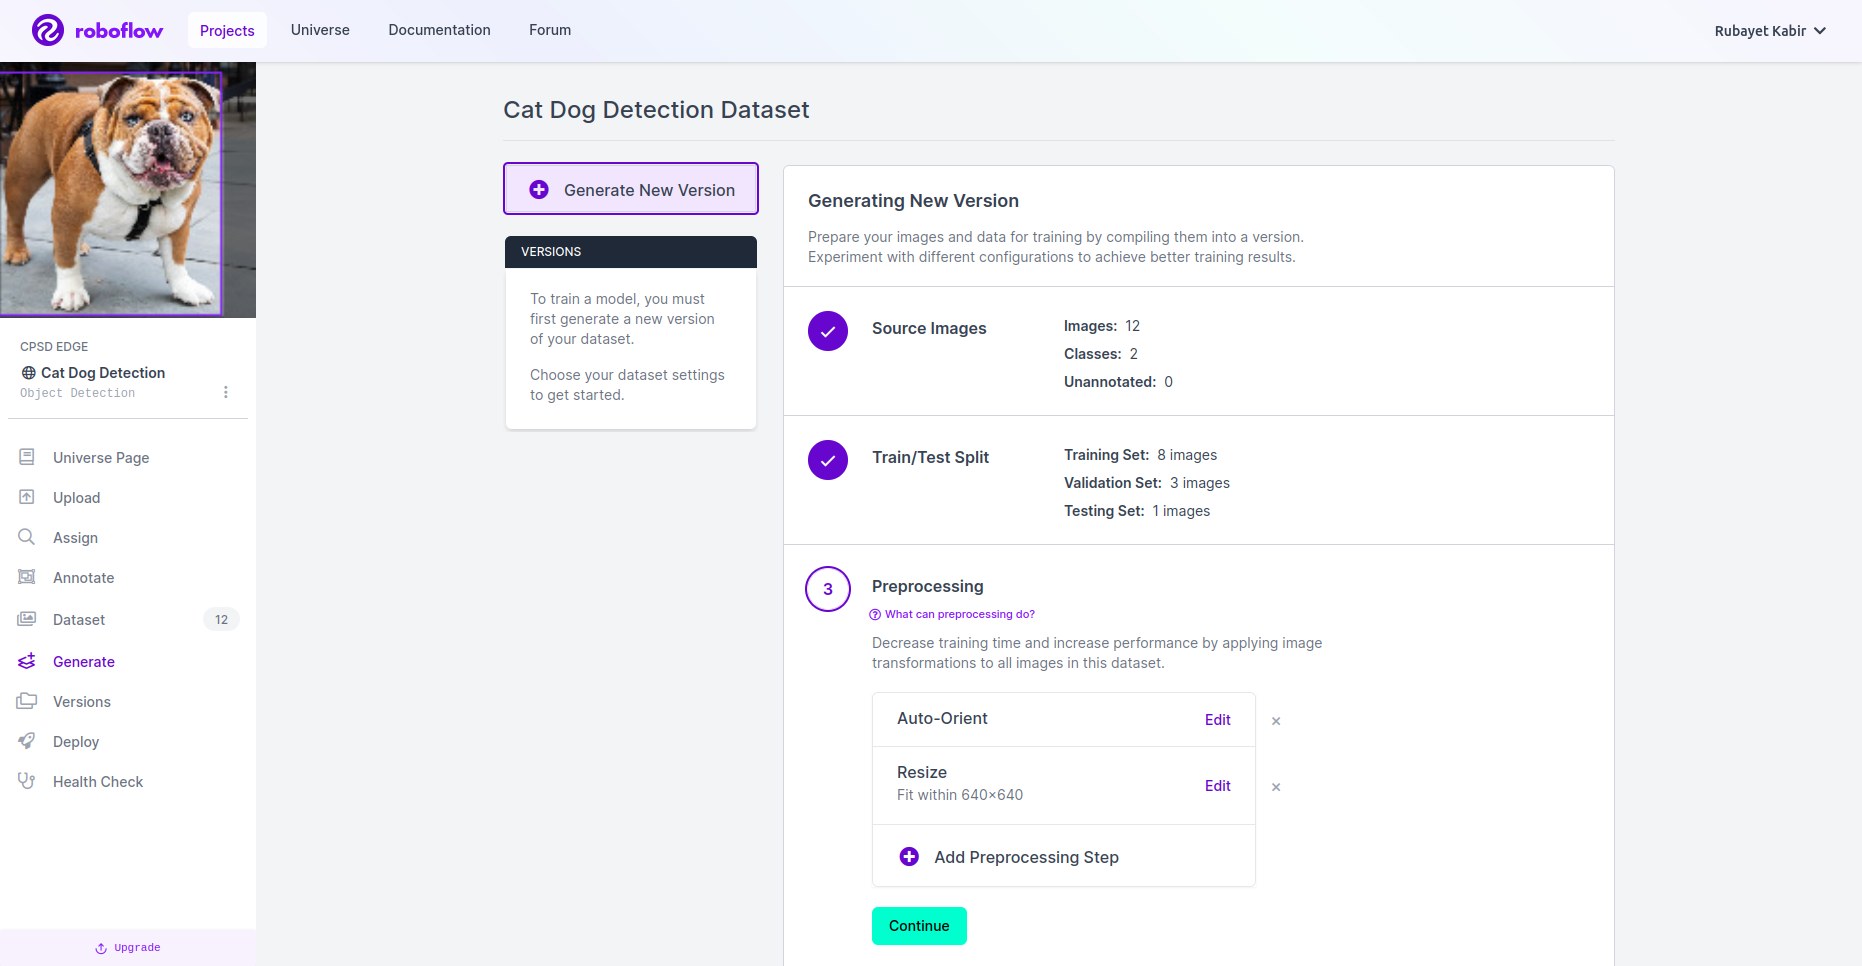 roboflow
Projects
Universe
Documentation
Forum
Rubayet Kabir
CPSD EDGE
Cat Dog Detection
Object Detection
Universe Page
Upload
Assign
Annotate
Dataset 12
Generate
Versions
Deploy
Health Check
Upgrade
Cat Dog Detection Dataset
Generate New Version
VERSIONS
To train a model, you must
first generate a new version
of your dataset.
Choose your dataset settings
to get started.
Generating New Version
Prepare your images and data for training by compiling them into a version.
Experiment with different configurations to achieve better training results.
Source Images
Images: 12
Classes: 2
Unannotated: 0
Train/Test Split
Training Set: 8 images
Validation Set: 3 images
Testing Set: 1 images
3
Preprocessing
What can preprocessing do?
Decrease training time and increase performance by applying image
transformations to all images in this dataset.
Auto-Orient
Edit ×
Resize
Fit within 640×640
Edit ×
Add Preprocessing Step
Continue